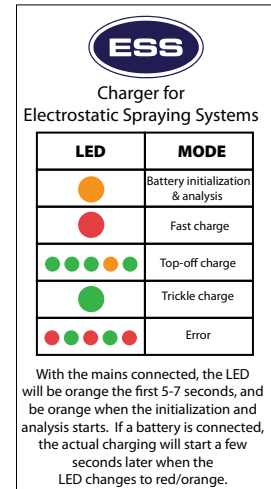 ESS
Charger for
Electrostatic Spraying Systems
LED MODE
Battery initialization
& analysis
Fast charge
Top-off charge
Trickle charge
Error
With the mains connected, the LED
will be orange the first 5-7 seconds, and
be orange when the initialization and
analysis starts. If a battery is connected,
the actual charging will start a few
seconds later when the
LED changes to red/orange.